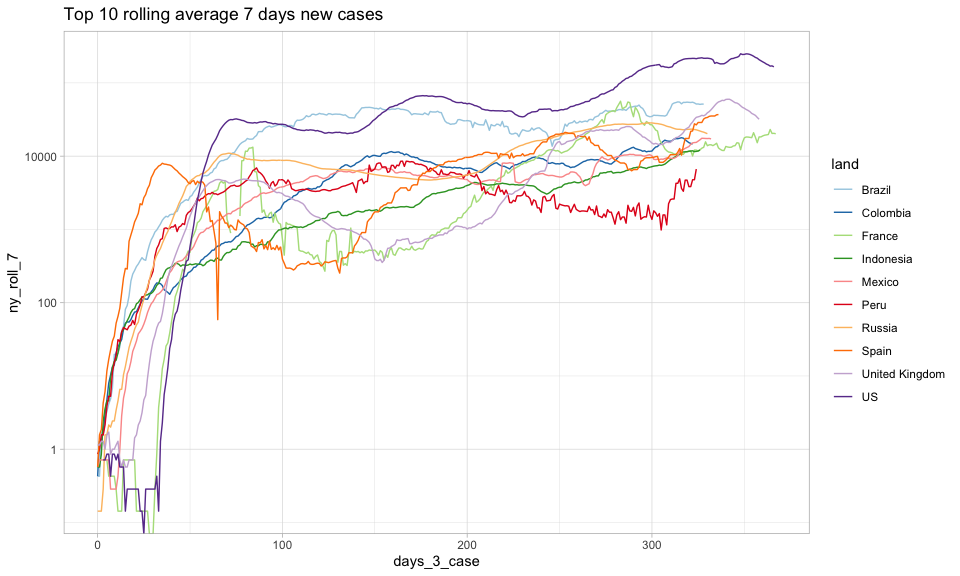 Top 10 rolling average 7 days new cases
ny_roll_7
10000
100
1
0
100
200
300
days_3_case
land
Brazil
Colombia
France
Indonesia
Mexico
Peru
Russia
Spain
United Kingdom
US